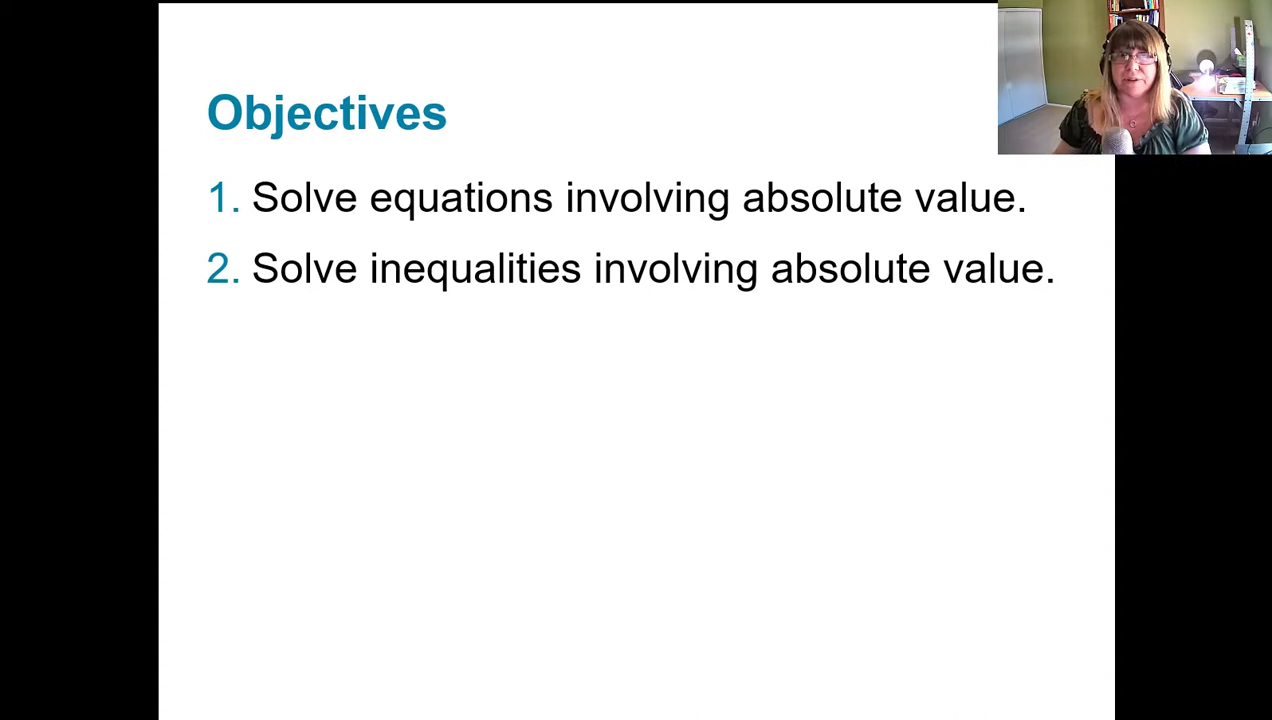 Objectives
1. Solve equations involving absolute value.
2. Solve inequalities involving absolute value.